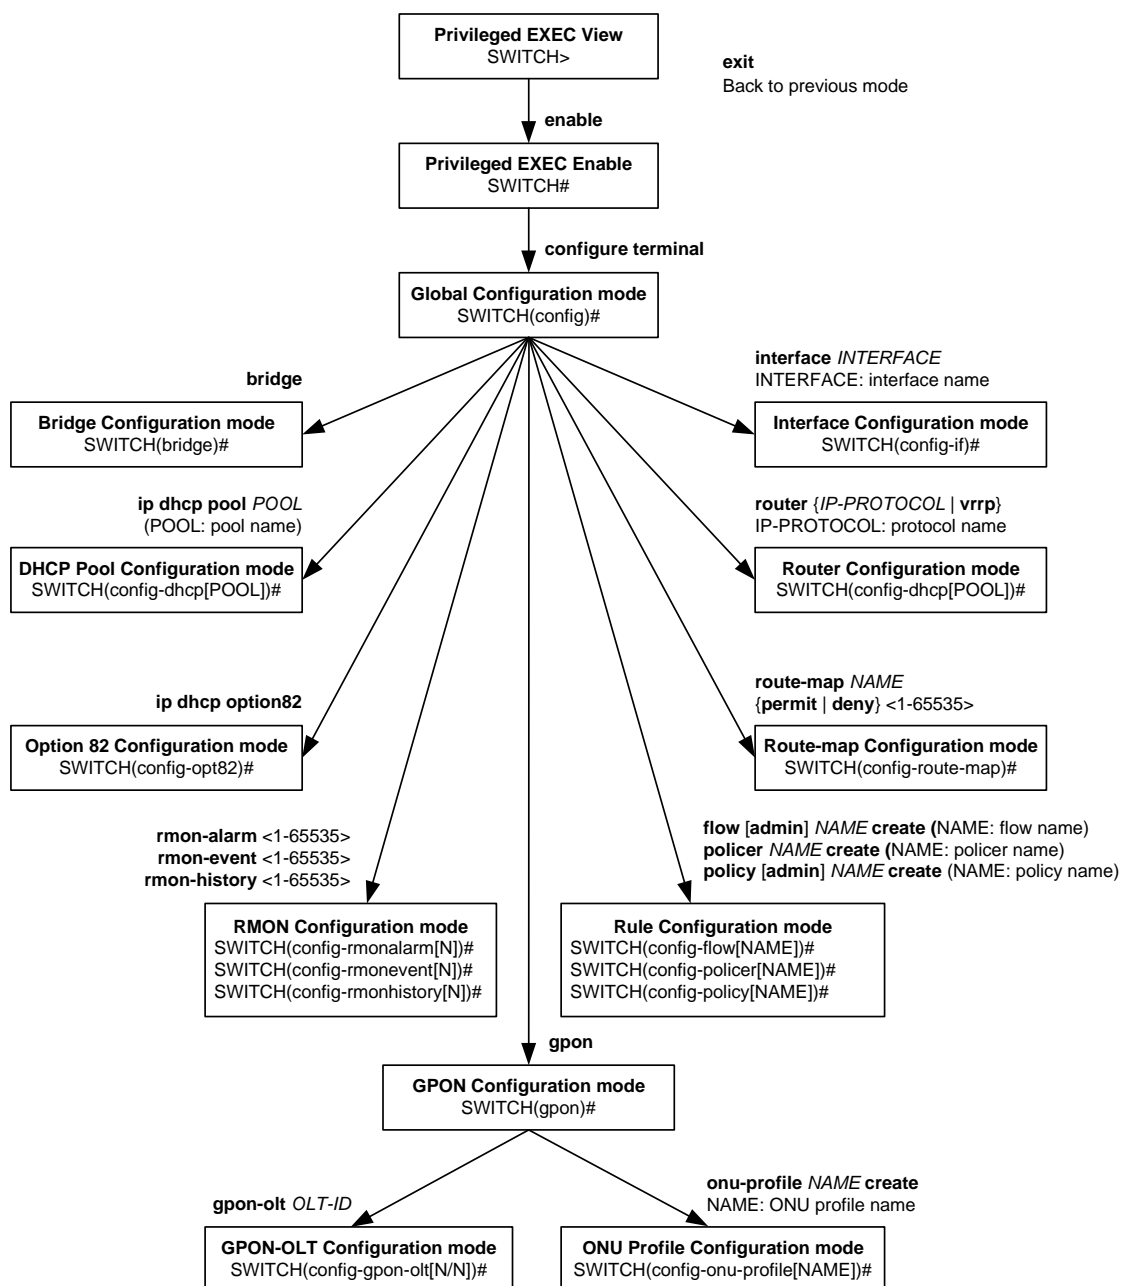 Privileged EXEC View
SWITCH>
exit
Back to previous mode
enable
Privileged EXEC Enable
SWITCH#
configure terminal
Global Configuration mode
SWITCH(config)#
bridge
Bridge Configuration mode
SWITCH(bridge)#
interface INTERFACE
INTERFACE: interface name
Interface Configuration mode
SWITCH(config-if)#
ip dhcp pool POOL
(POOL: pool name)
DHCP Pool Configuration mode
SWITCH(config-dhcp[POOL])#
router {IP-PROTOCOL | vrrp}
IP-PROTOCOL: protocol name
Router Configuration mode
SWITCH(config-dhcp[POOL])#
ip dhcp option82
Option 82 Configuration mode
SWITCH(config-opt82)#
route-map NAME
{permit | deny} <1-65535>
Route-map Configuration mode
SWITCH(config-route-map)#
rmon-alarm <1-65535>
rmon-event <1-65535>
rmon-history <1-65535>
RMON Configuration mode
SWITCH(config-rmonalarm[N])#
SWITCH(config-rmonevent[N])#
SWITCH(config-rmonhistory[N])#
flow [admin] NAME create (NAME: flow name)
policer NAME create (NAME: policer name)
policy [admin] NAME create (NAME: policy name)
Rule Configuration mode
SWITCH(config-flow[NAME])#
SWITCH(config-policer[NAME])#
SWITCH(config-policy[NAME])#
gpon
GPON Configuration mode
SWITCH(gpon)#
gpon-olt OLT-ID
GPON-OLT Configuration mode
SWITCH(config-gpon-olt[N/N])#
onu-profile NAME create
NAME: ONU profile name
ONU Profile Configuration mode
SWITCH(config-onu-profile[NAME])#